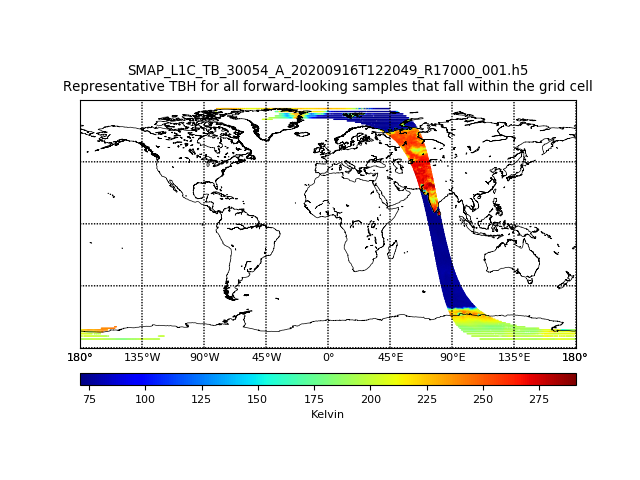 SMAP_L1C_TB_30054_A_20200916T122049_R17000_001.h5
Representative TBH for all forward-looking samples that fall within the grid cell
180° 135°W 90°W 45°W 0° 45°E 90°E 135°E 180°
75 100 125 150 175 200 225 250 275
Kelvin